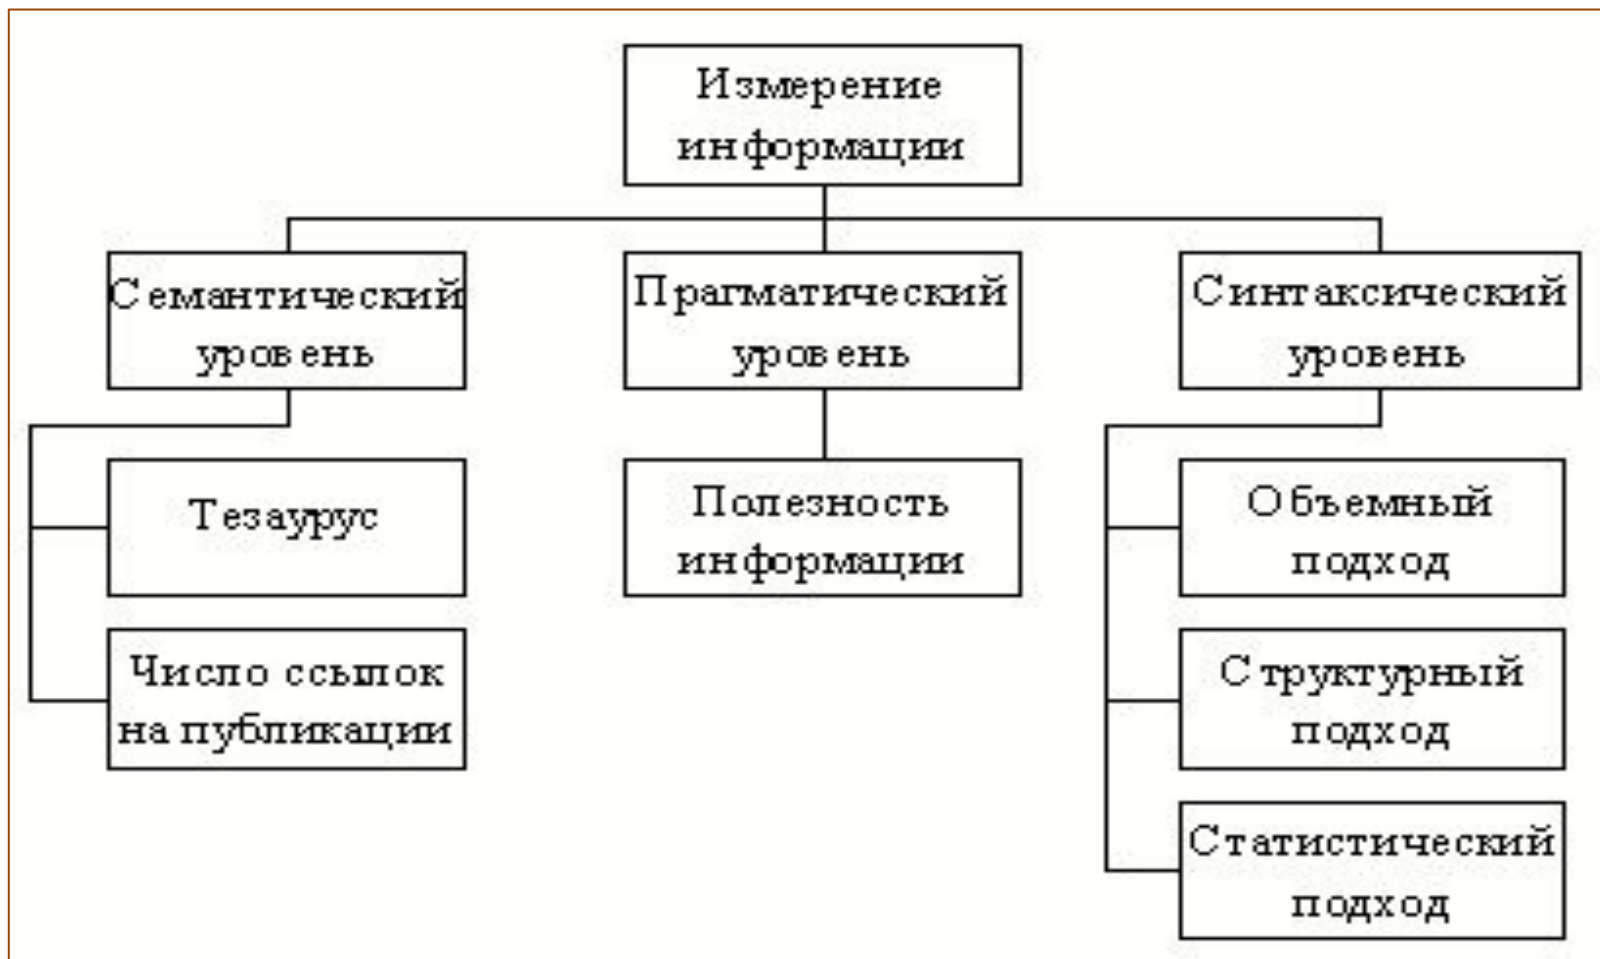 Измерение
информации
Семантический
уровень
Прагматический
уровень
Синтаксический
уровень
Тезаурус
Число ссылок
на публикации
Полезность
информации
Объемный
подход
Структурный
подход
Статистический
подход